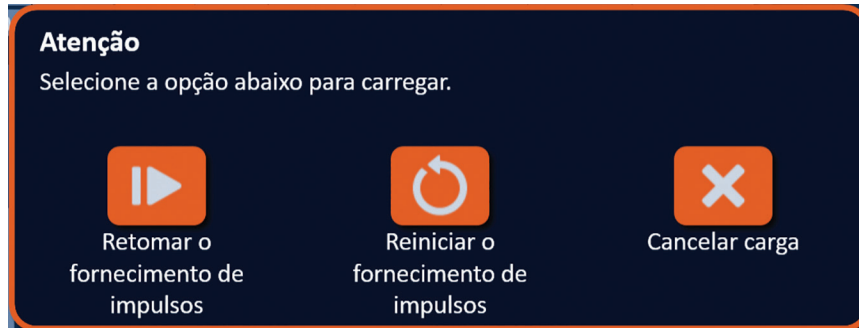 Atenção
Selecione a opção abaixo para carregar.
Retomar o
fornecimento de
impulsos
Reiniciar o
fornecimento de
impulsos
Cancelar carga